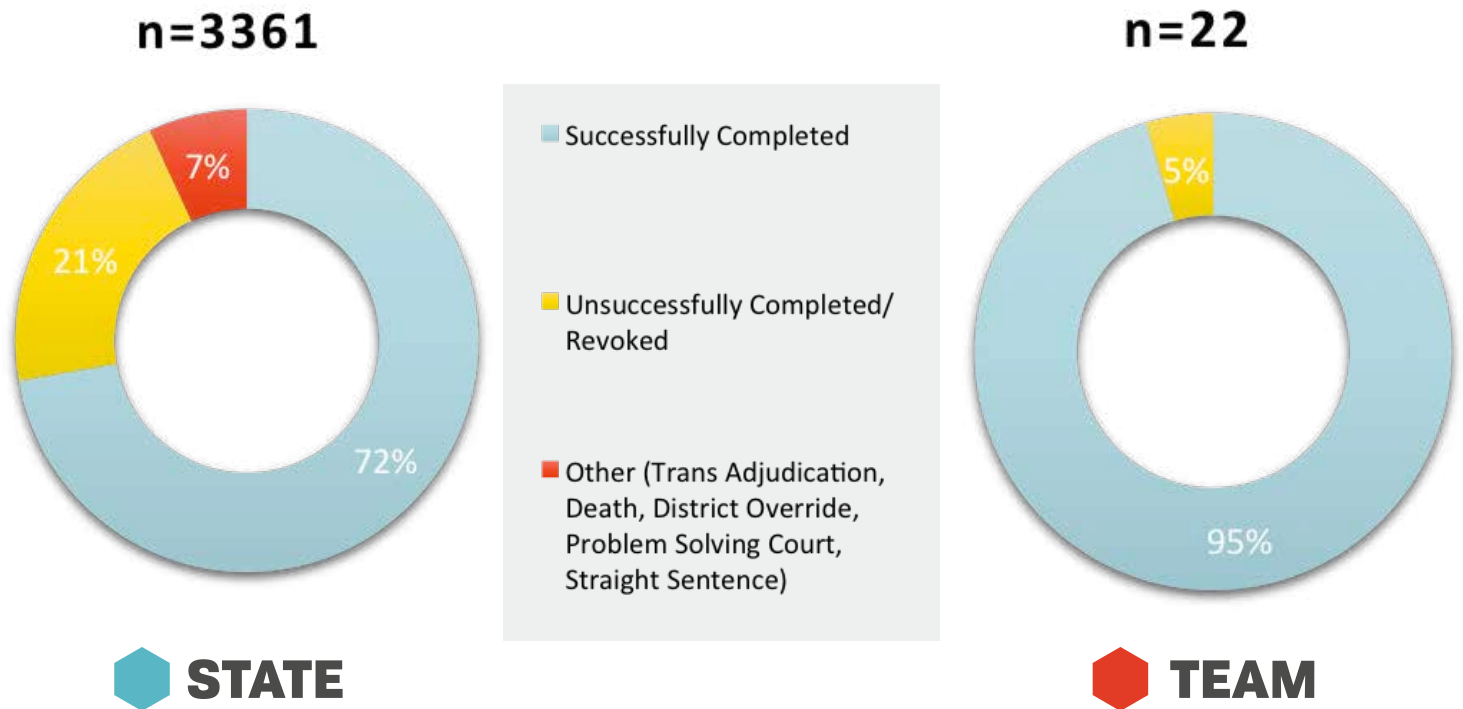 n=3361
n=22
7%
21%
72%
Successfully Completed
Unsuccessfully Completed/
Revoked
Other (Trans Adjudication,
Death, District Override,
Problem Solving Court,
Straight Sentence)
5%
95%
STATE
TEAM